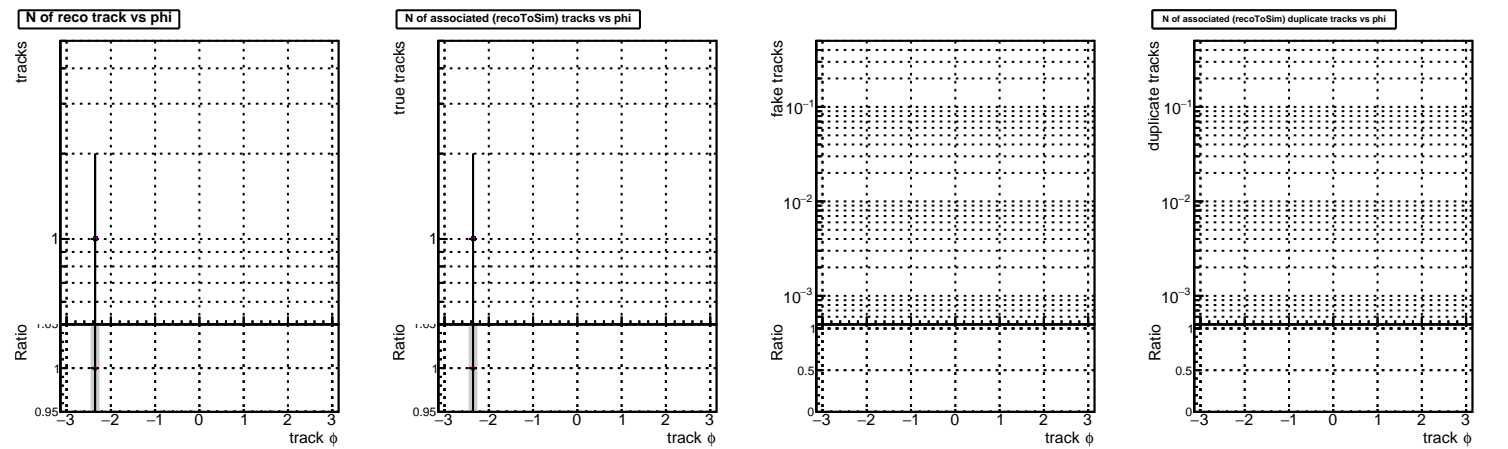 N of reco track vs phi
tracks
1
Ratio
1.05
1
0.95
−3 −2 −1 0 1 2 3
track ϕ
N of associated (recoToSim) tracks vs phi
true tracks
1
Ratio
1.05
1
0.95
−3 −2 −1 0 1 2 3
track ϕ
fake tracks
10−1
10−2
10−3
Ratio
1
0.5
0
−3 −2 −1 0 1 2 3
track ϕ
N of associated (recoToSim) duplicate tracks vs phi
duplicate tracks
10−1
10−2
10−3
Ratio
1
0.5
0
−3 −2 −1 0 1 2 3
track ϕ